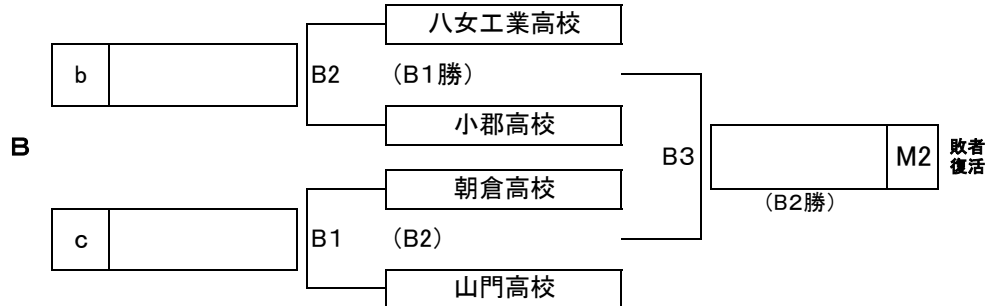 八女工業高校
b
B2
(B1勝)
小郡高校
B
B3
M2
敗者
復活
朝倉高校
(B2勝)
c
B1
(B2)
山門高校